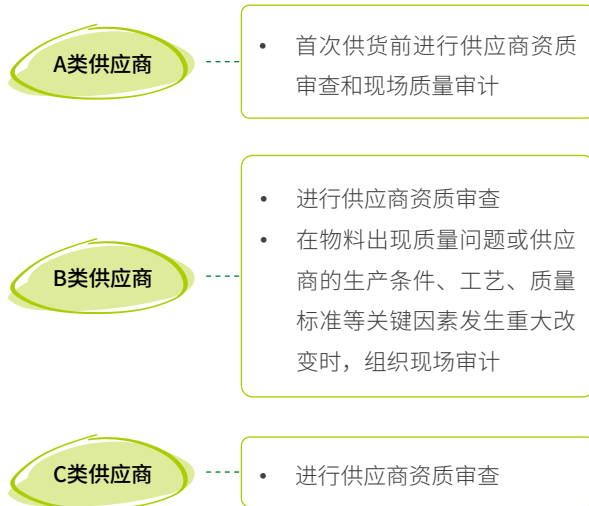 A类供应商
• 首次供货前进行供应商资质
审查和现场质量审计
B类供应商
• 进行供应商资质审查
• 在物料出现质量问题或供应
商的生产条件、工艺、质量
标准等关键因素发生重大改
变时，组织现场审计
C类供应商
• 进行供应商资质审查